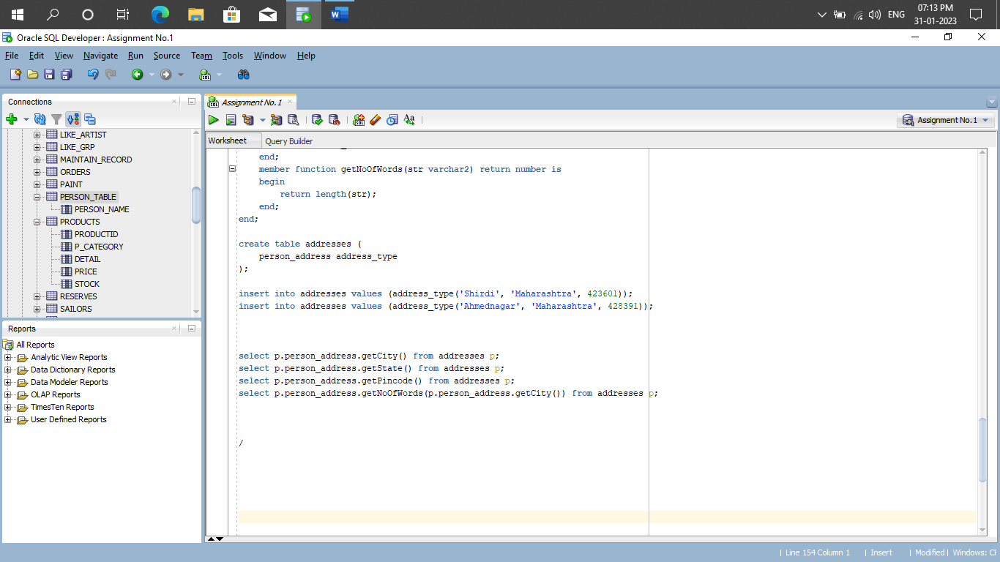 07:13 PM
ENG
31-01-2023
Oracle SQL Developer : Assignment No.1
File Edit View Navigate Run Source Team Tools Window Help
Connections
LIKE_ARTIST
LIKE_GRP
MAINTAIN_RECORD
ORDERS
PAINT
PERSON_TABLE
PERSON_NAME
PRODUCTS
PRODUCTID
P_CATEGORY
DETAIL
PRICE
STOCK
RESERVES
SAILORS
Reports
All Reports
Analytic View Reports
Data Dictionary Reports
Data Modeler Reports
OLAP Reports
TimesTen Reports
User Defined Reports
Assignment No.1
Assignment No.1
Worksheet Query Builder
end;
member function getNoOfWords(str varchar2) return number is
begin
return length(str);
end;
end;
create table addresses (
person_address address_type
);
insert into addresses values (address_type('Shirdi', 'Maharashtra', 423601));
insert into addresses values (address_type('Ahmednagar', 'Maharashtra', 428391));
select p.person_address.getCity() from addresses p;
select p.person_address.getState() from addresses p;
select p.person_address.getPincode() from addresses p;
select p.person_address.getNoOfWords(p.person_address.getCity()) from addresses p;
/
Line 154 Column 1 | Insert | Modified | Windows: CF